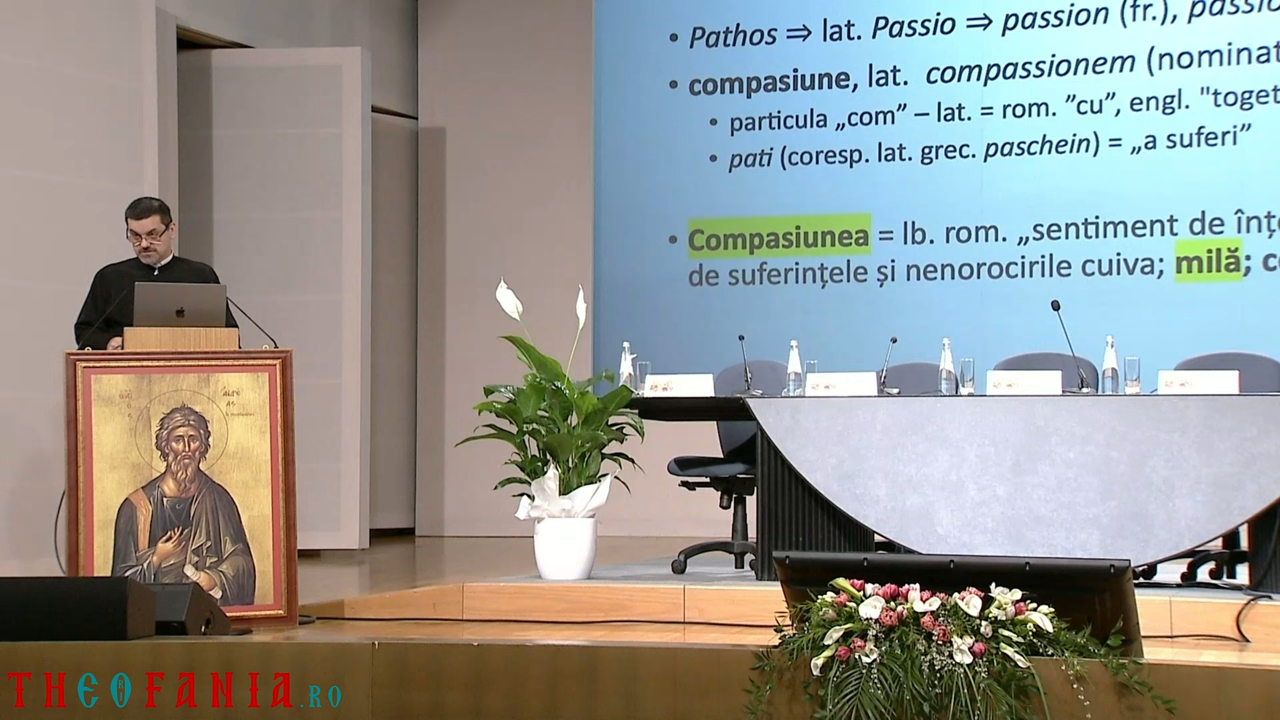 • Pathos ⇒ lat. Passio ⇒ passion (fr.),
• compasiune, lat. compassionem (nominat
• particula „com” – lat. = rom. ”cu”, engl. "toget
• pati (coresp. lat. grec. paschein) = „a suferi”
• Compasiunea = lb. rom. „sentiment de înțe
de suferințele și nenorocirile cuiva; milă; c
THEOFANIA.RO